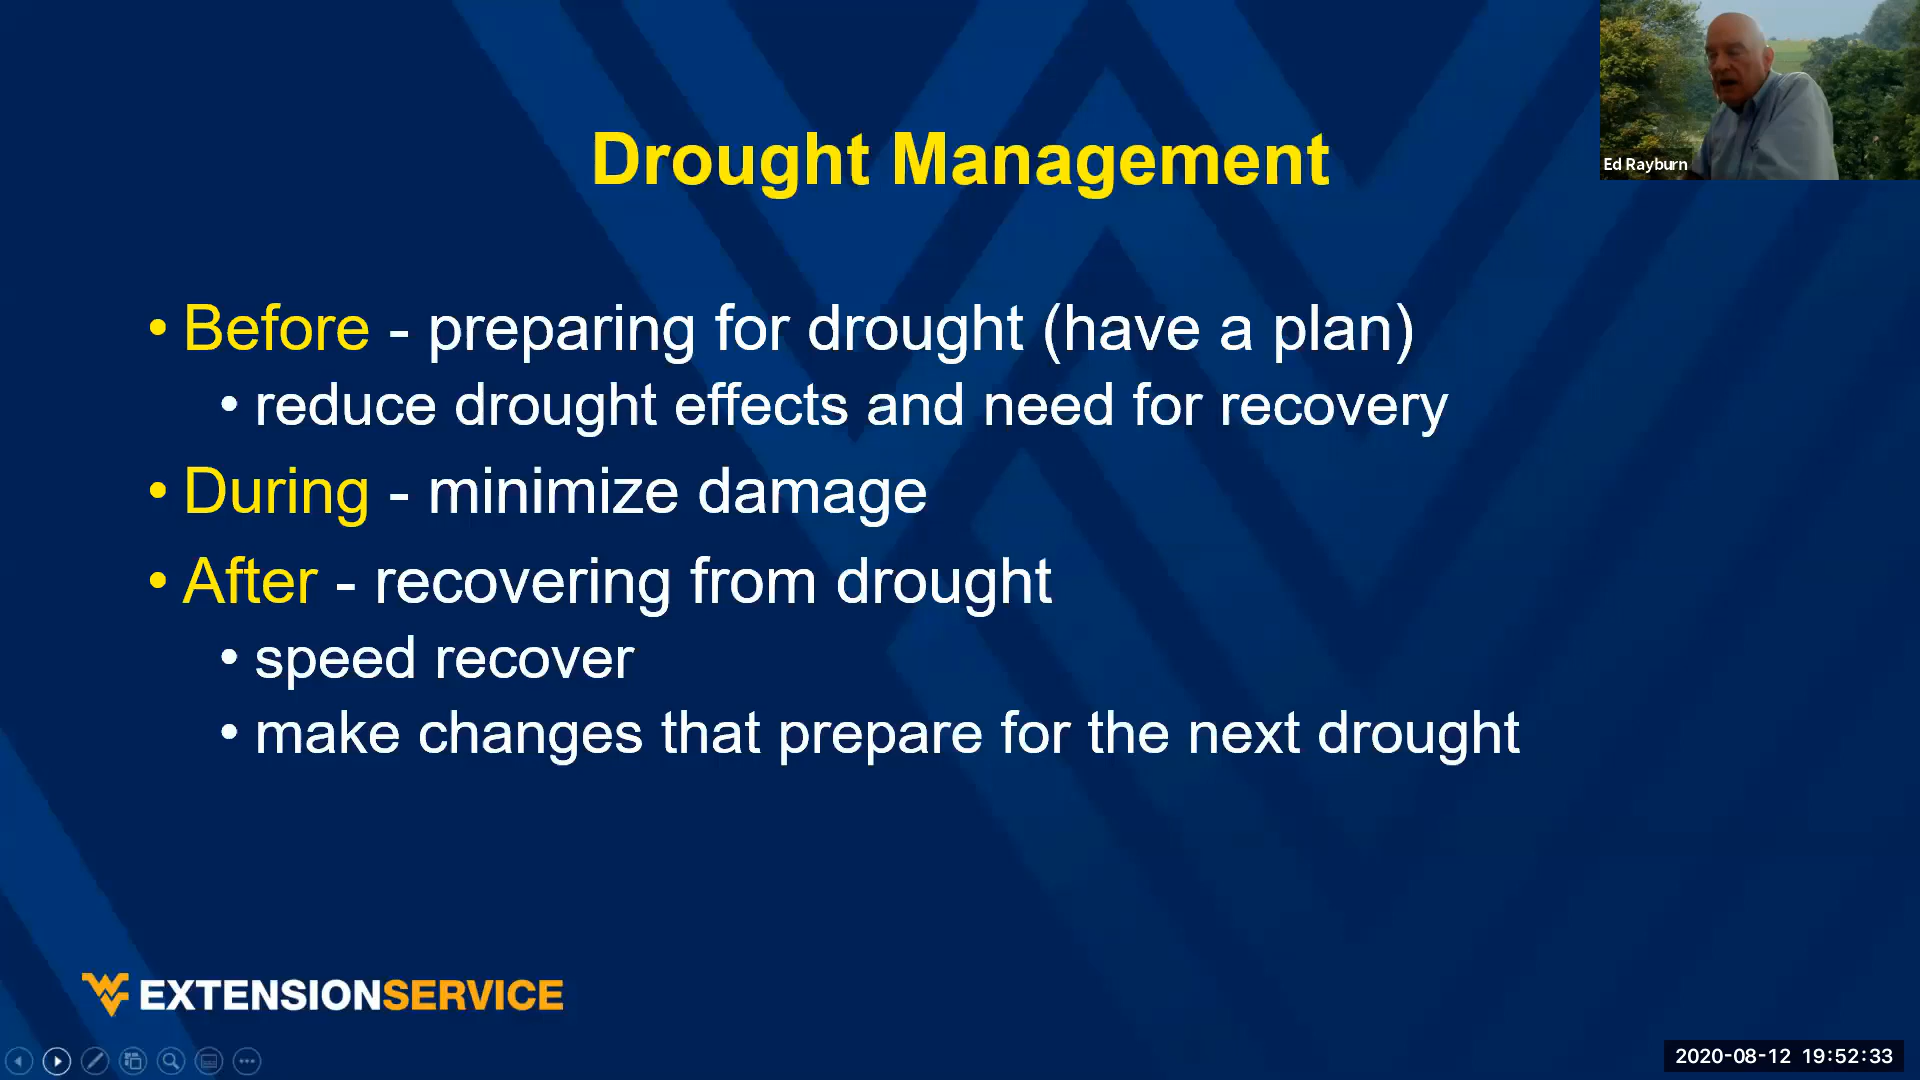 Drought Management
Ed Rayburn
• Before - preparing for drought (have a plan)
• reduce drought effects and need for recovery
• During - minimize damage
• After - recovering from drought
• speed recover
• make changes that prepare for the next drought
WV EXTENSIONSERVICE
2020-08-12 19:52:33